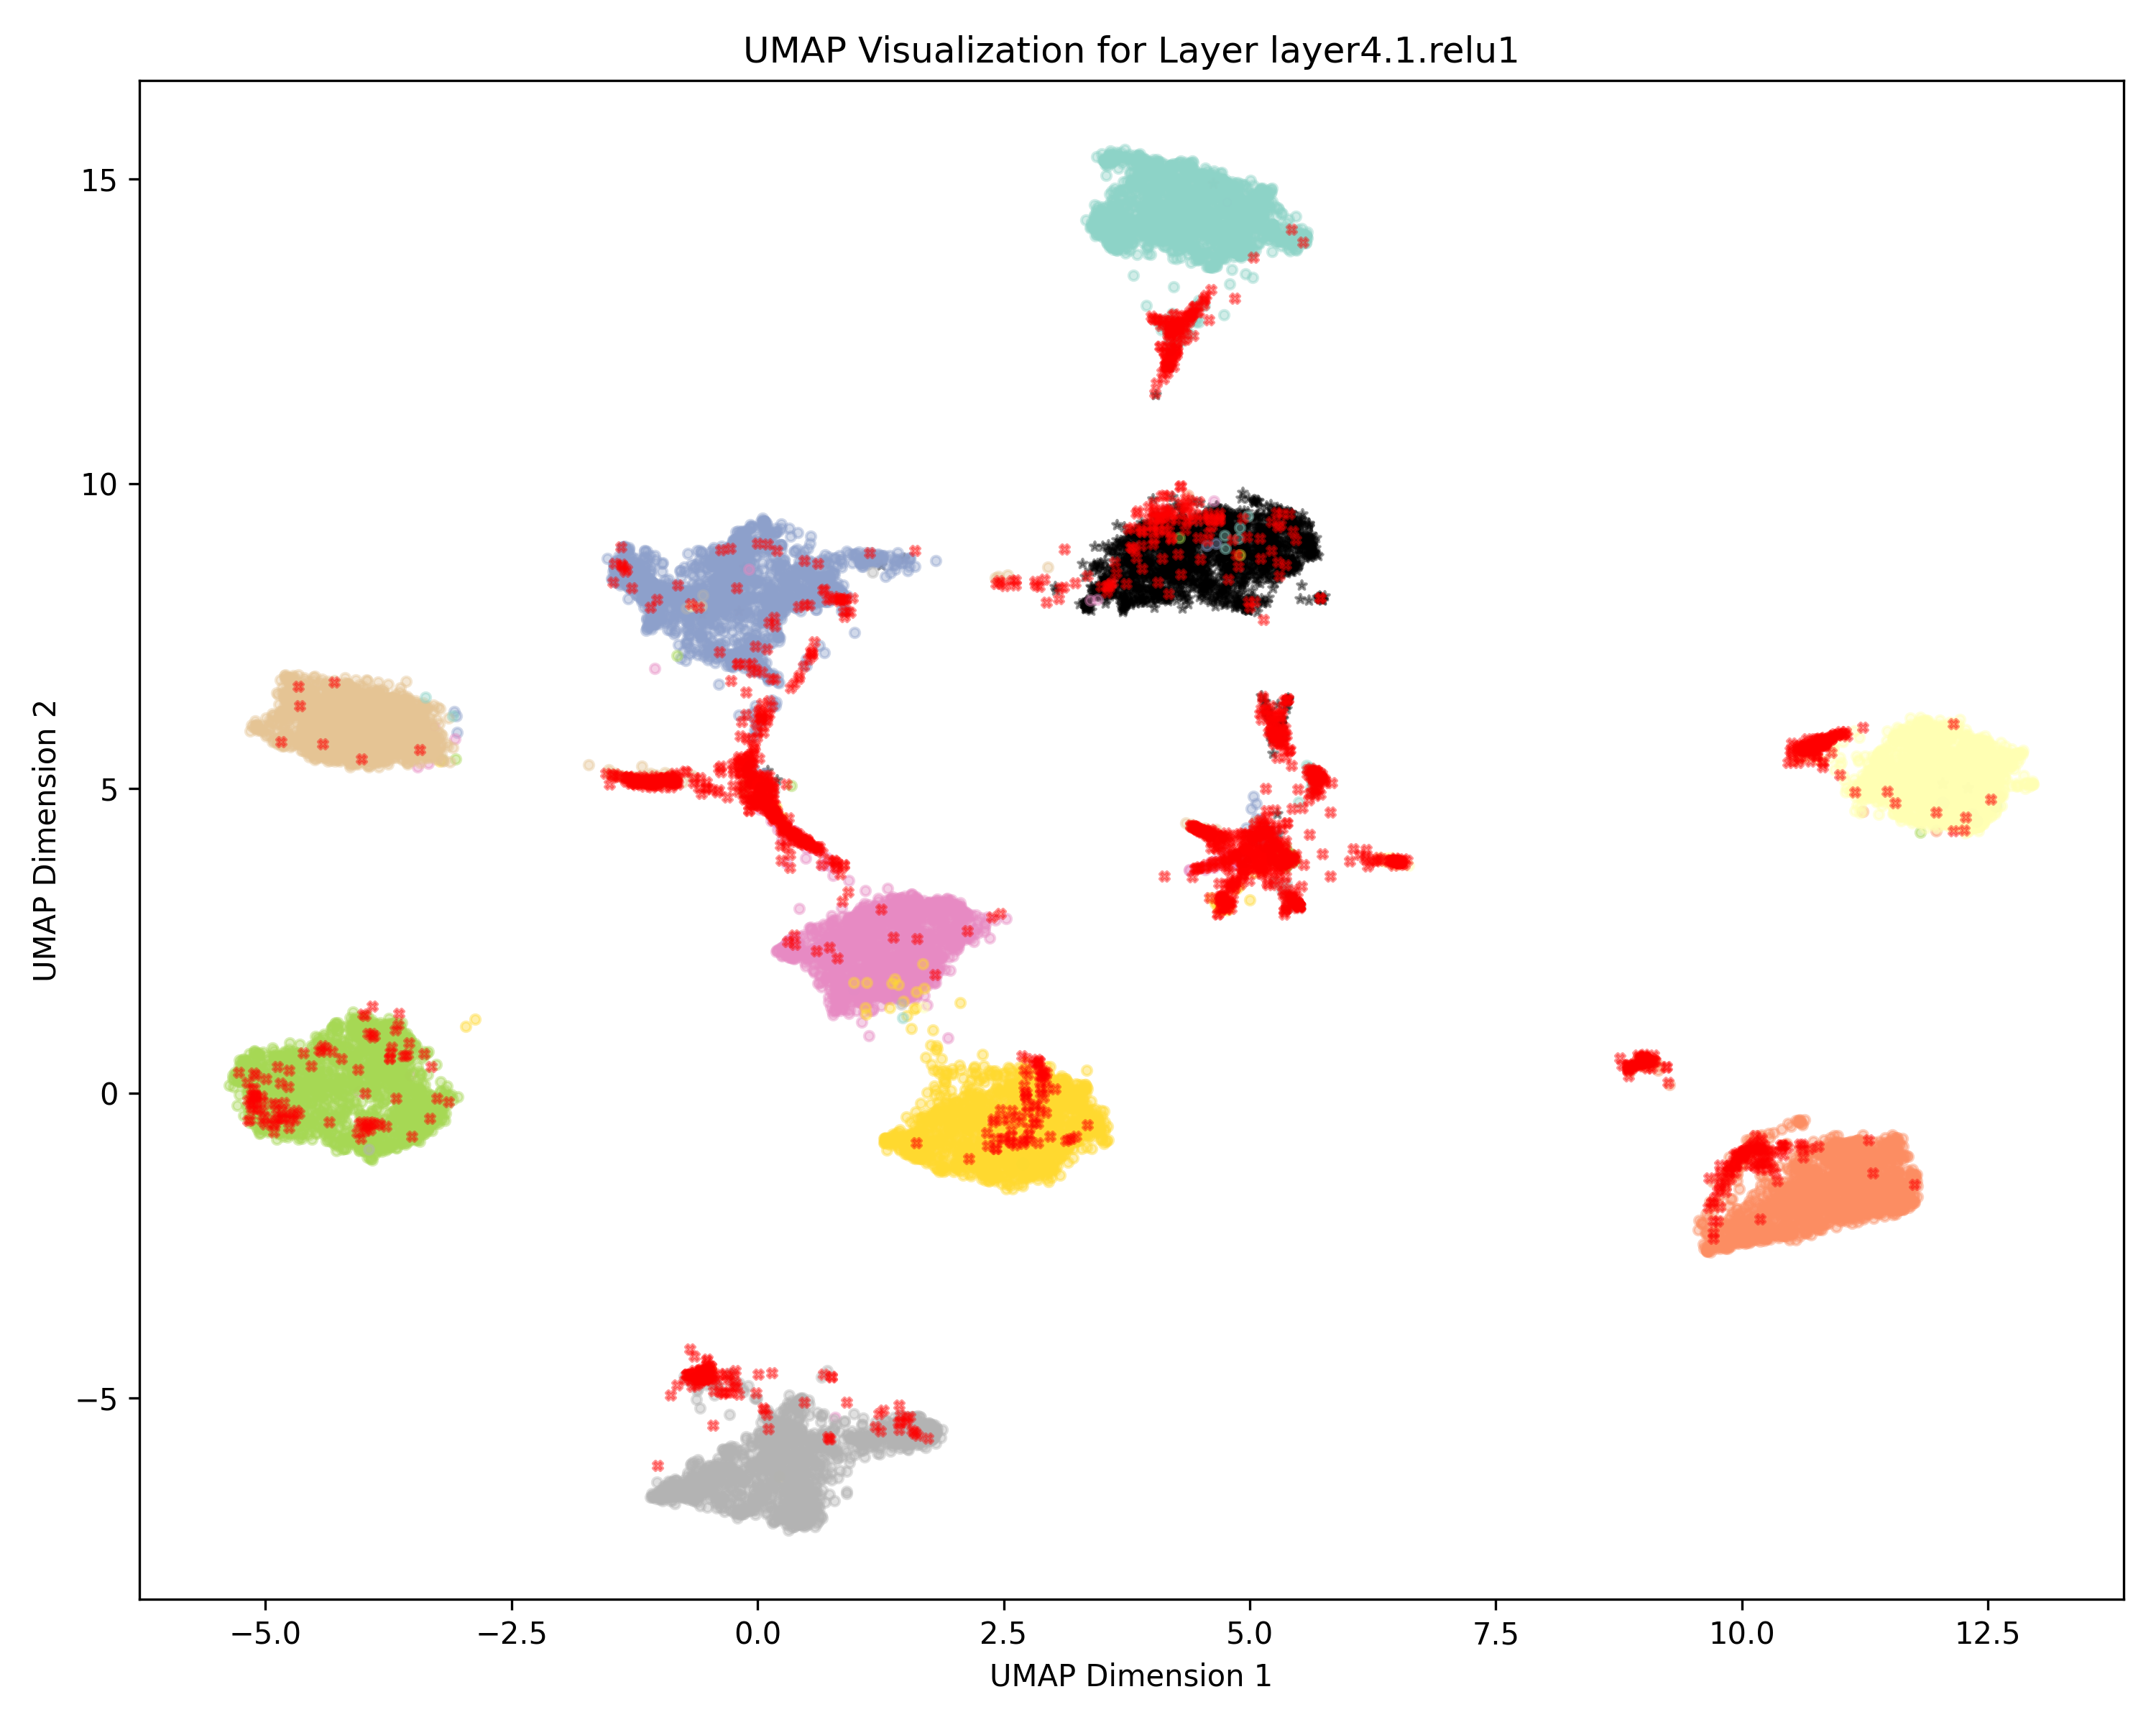 UMAP Visualization for Layer layer4.1.relu1
15
10
5
0
−5
UMAP Dimension 2
−5.0 −2.5 0.0 2.5 5.0 7.5 10.0 12.5
UMAP Dimension 1